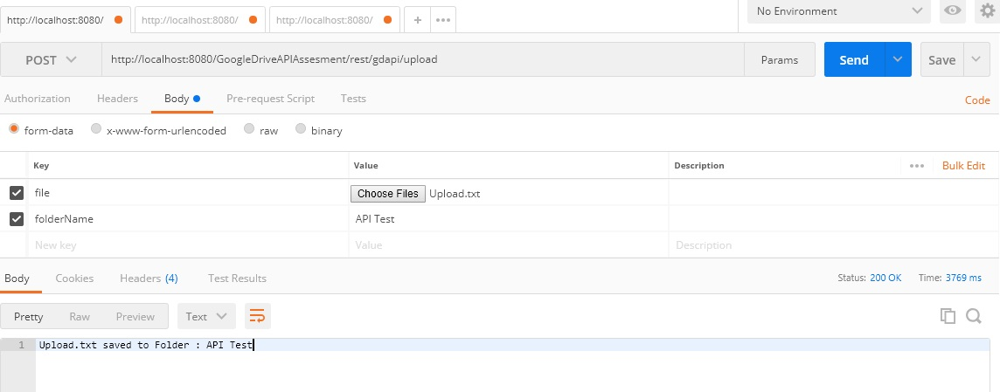 http://localhost:8080/ http://localhost:8080/ http://localhost:8080/ + ••• No Environment
POST http://localhost:8080/GoogleDriveAPIAssesment/rest/gdapi/upload Params Send Save
Authorization Headers Body Pre-request Script Tests Code
form-data x-www-form-urlencoded raw binary
Key Value Description ••• Bulk Edit
file Choose Files Upload.txt
folderName API Test
New key Value Description
Body Cookies Headers (4) Test Results Status: 200 OK Time: 3769 ms
Pretty Raw Preview Text
1 Upload.txt saved to Folder : API Test